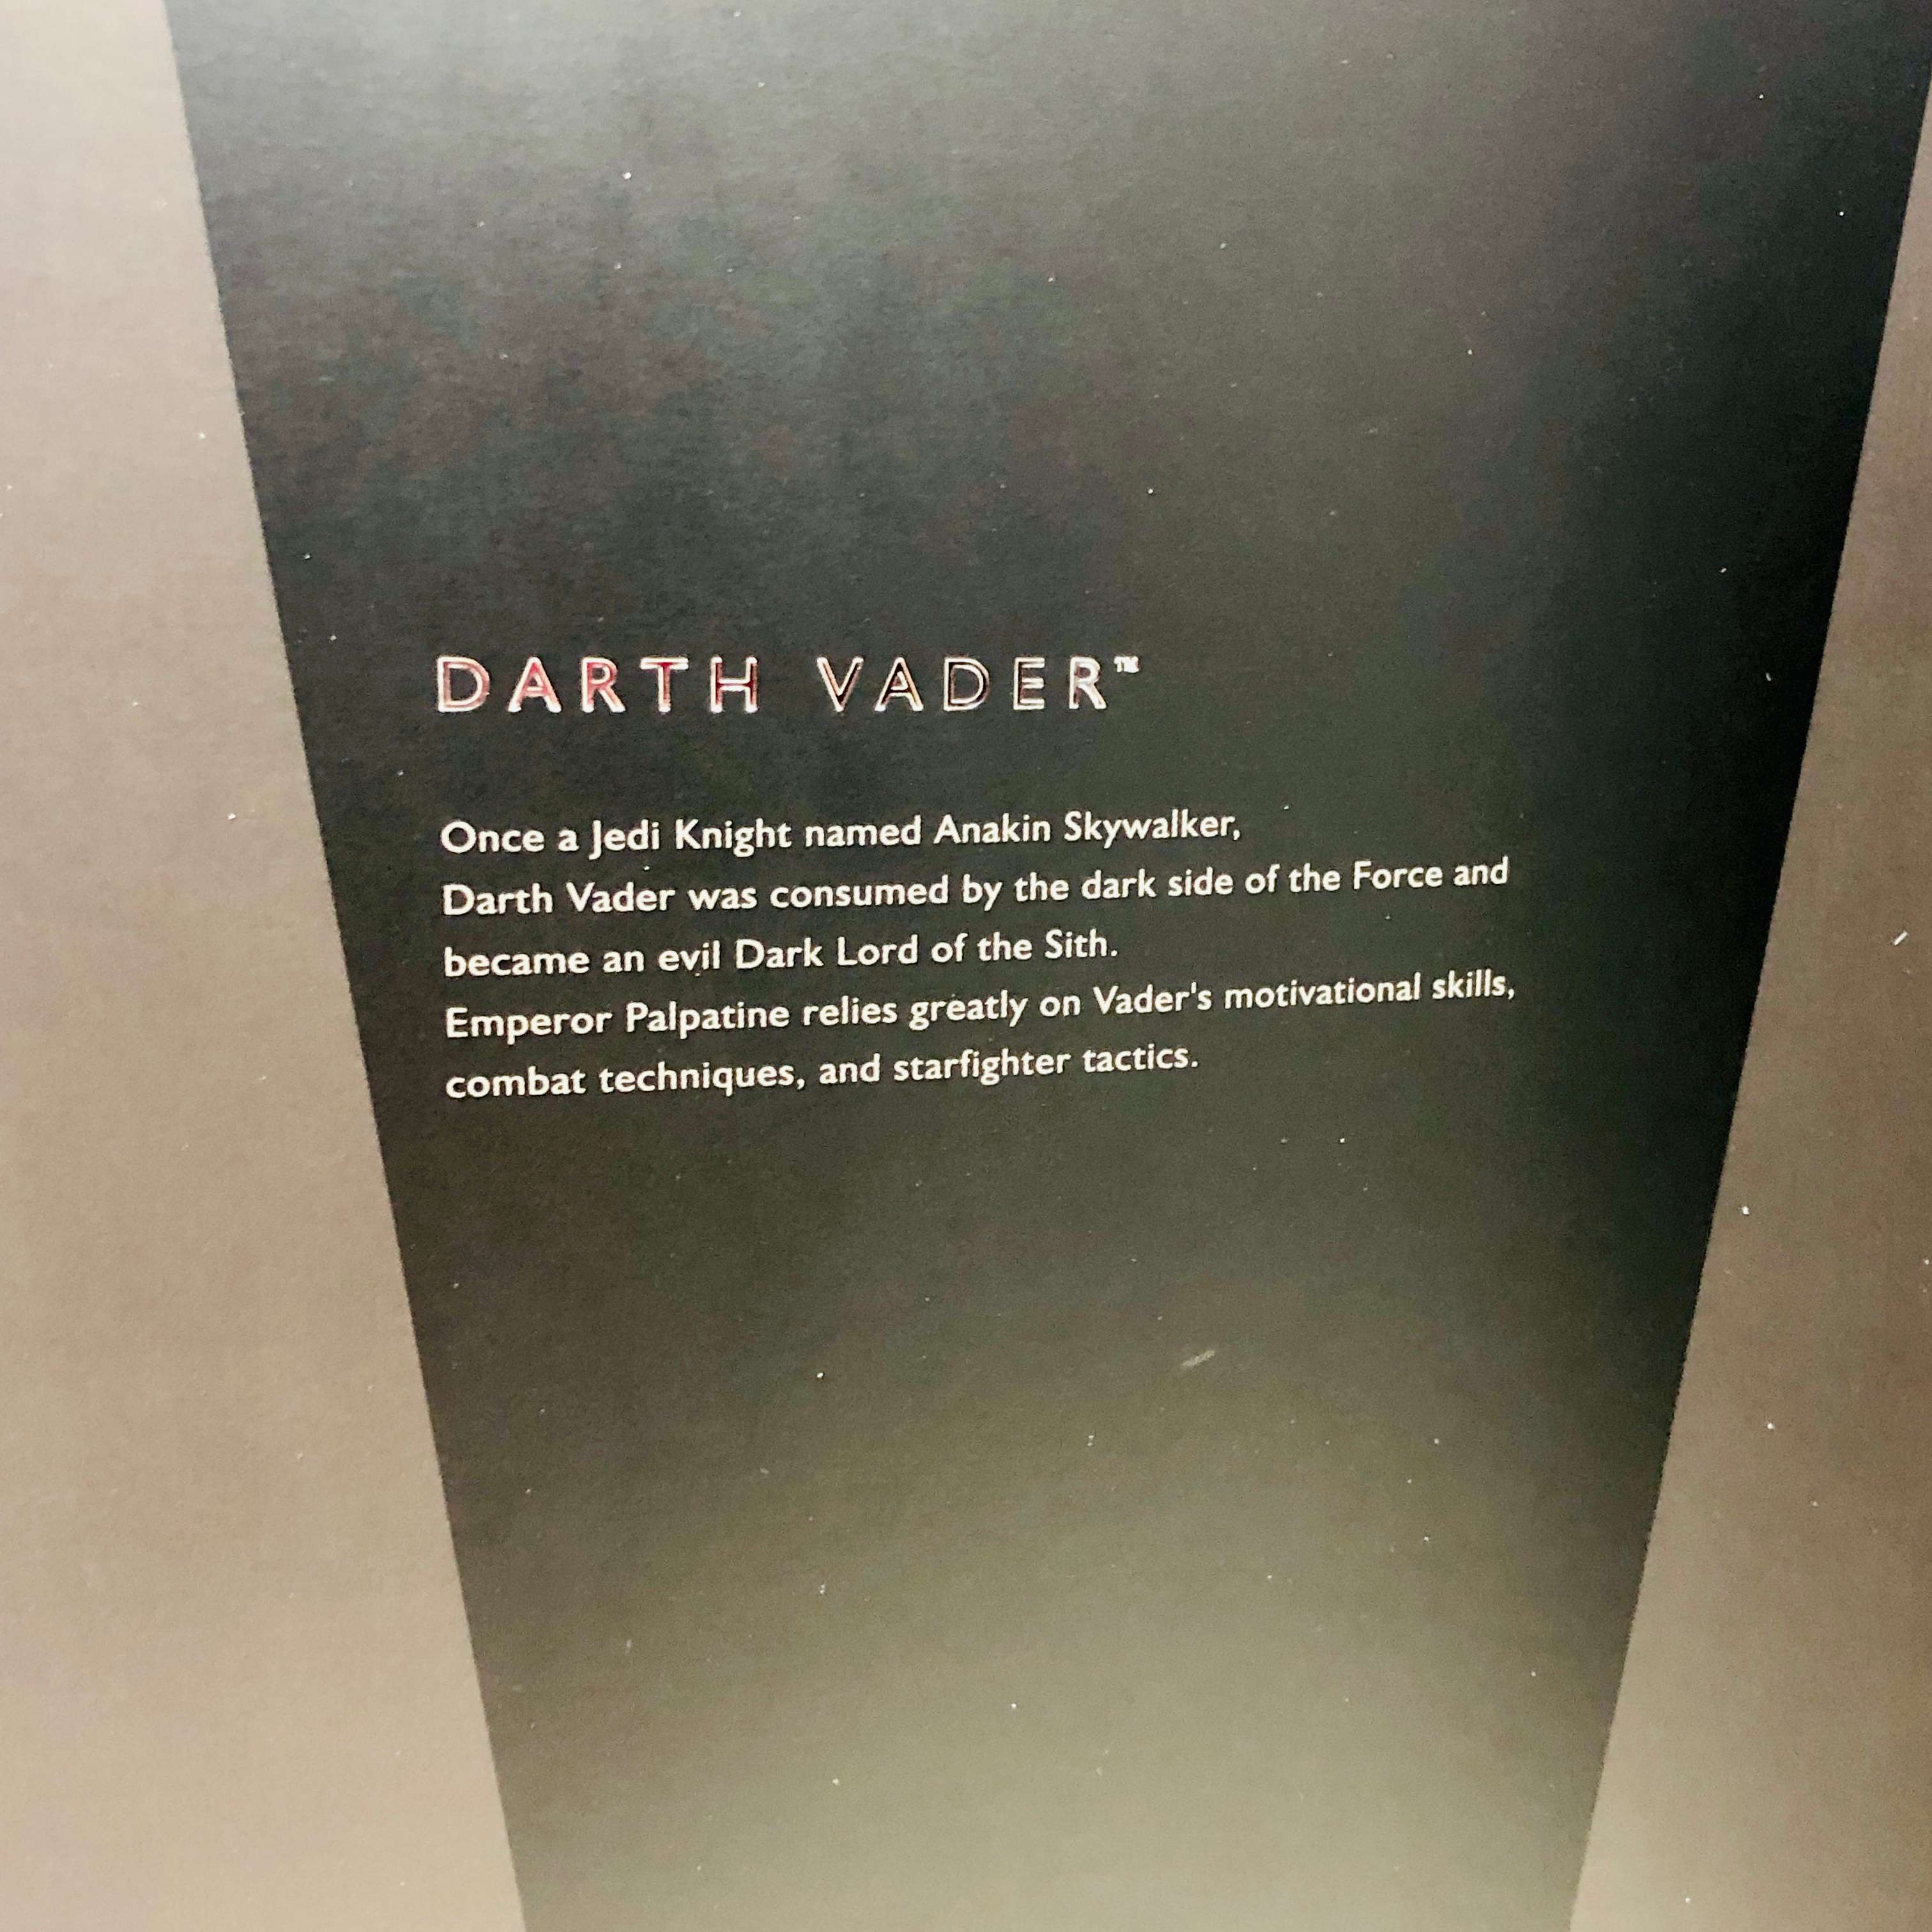 DARTH VADER™
Once a Jedi Knight named Anakin Skywalker,
Darth Vader was consumed by the dark side of the Force and
became an evil Dark Lord of the Sith.
Emperor Palpatine relies greatly on Vader's motivational skills,
combat techniques, and starfighter tactics.